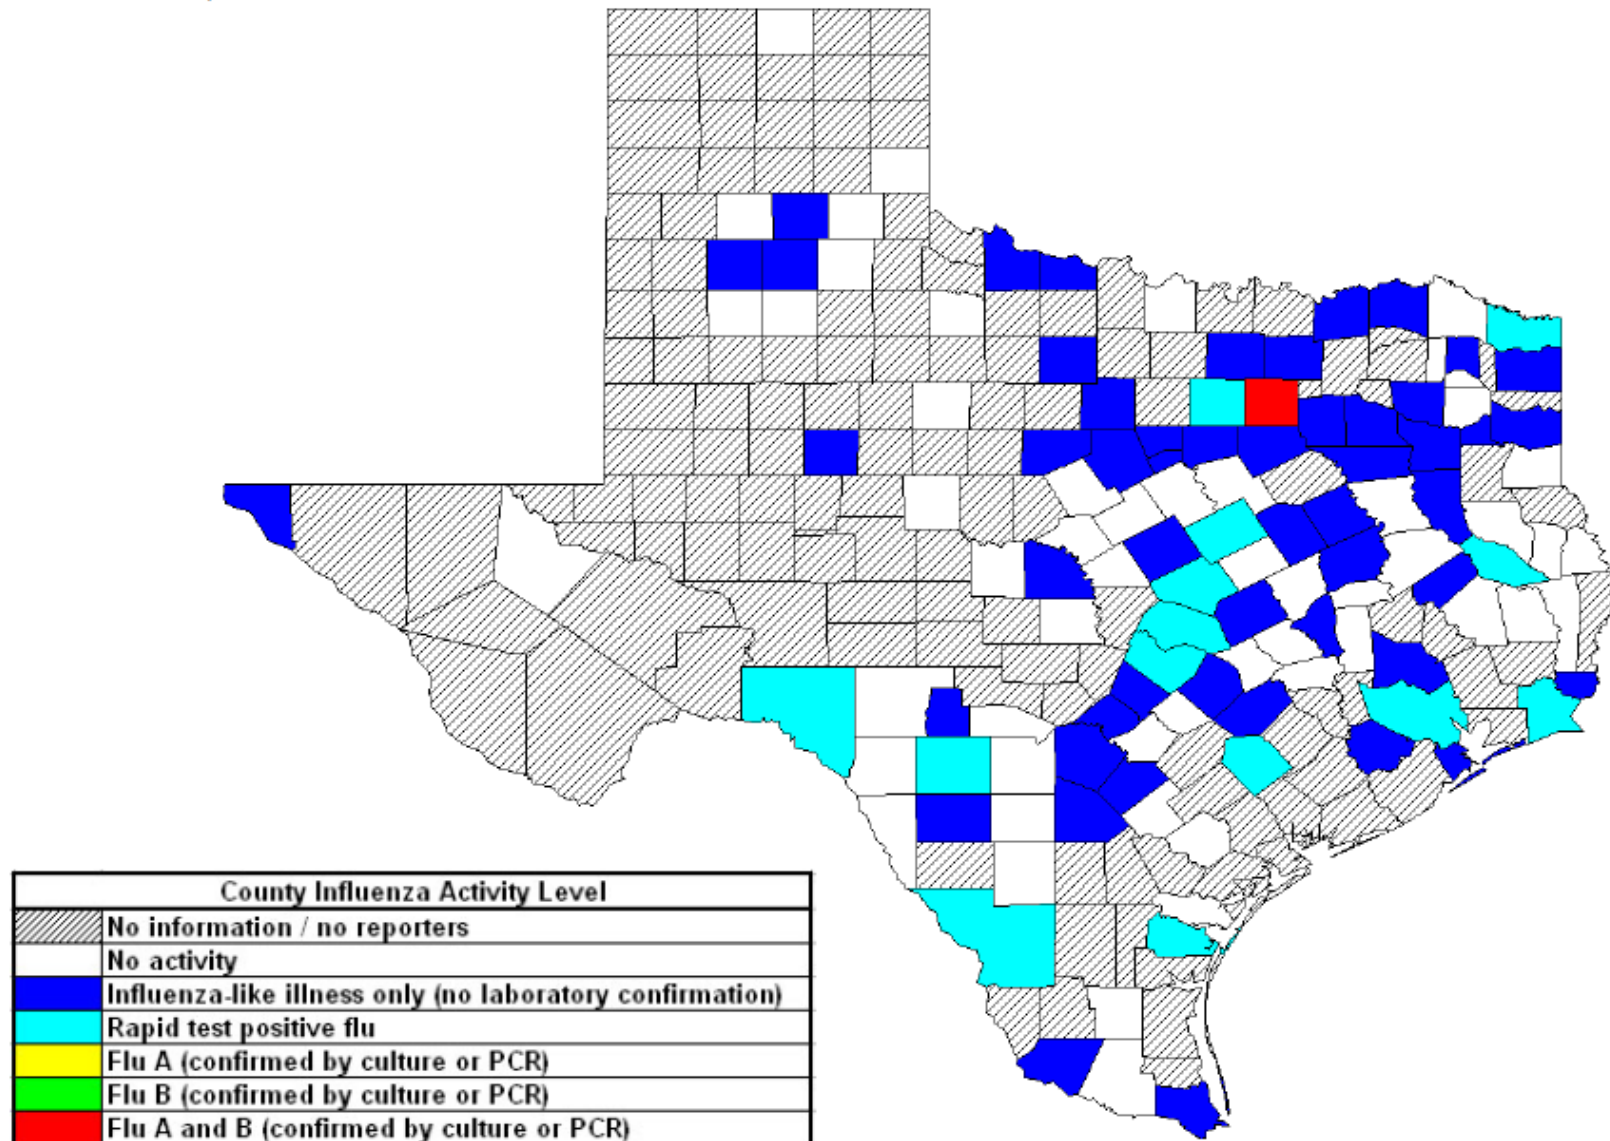 County Influenza Activity Level
No information / no reporters
No activity
Influenza-like illness only (no laboratory confirmation)
Rapid test positive flu
Flu A (confirmed by culture or PCR)
Flu B (confirmed by culture or PCR)
Flu A and B (confirmed by culture or PCR)